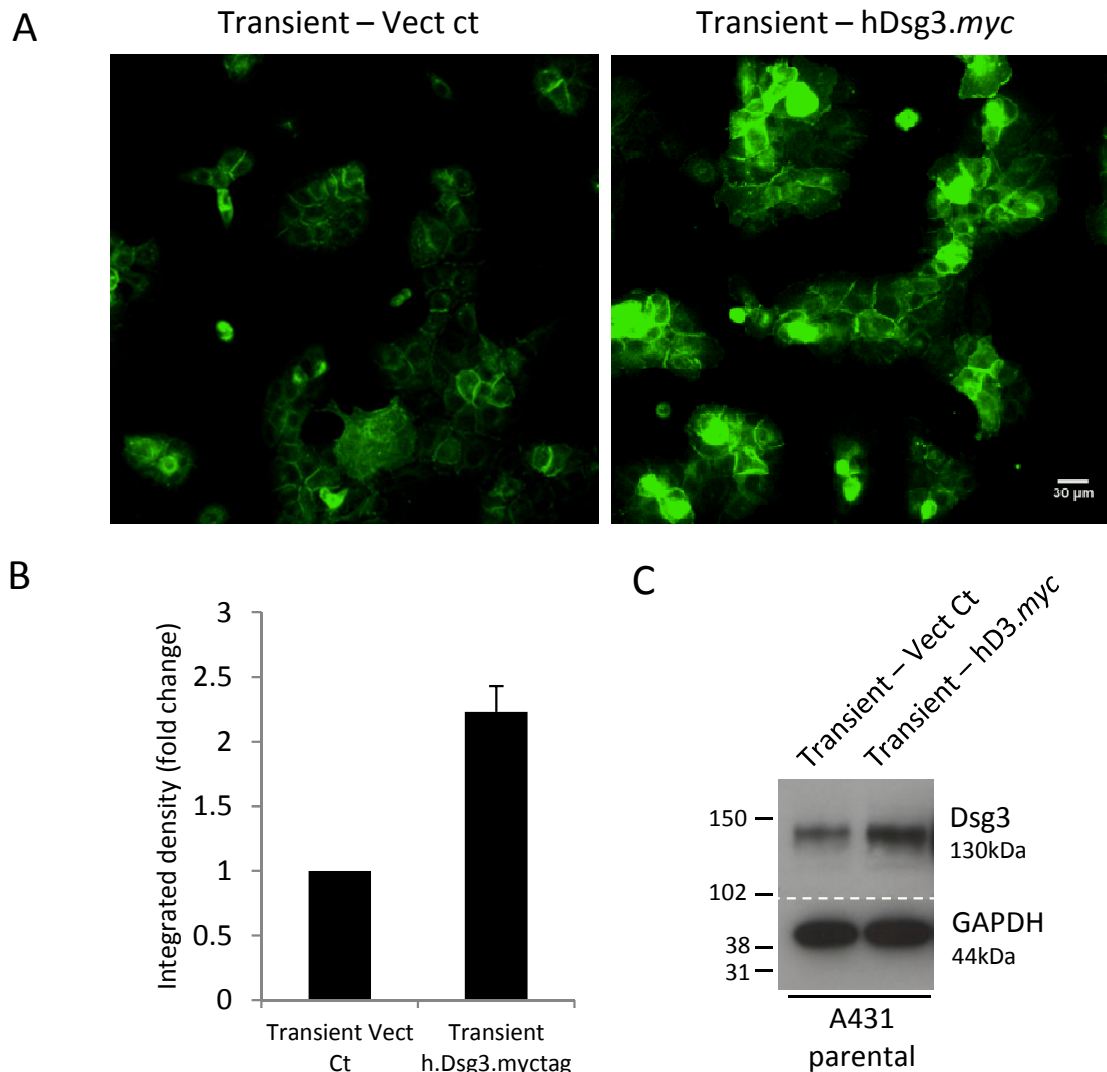 A
Transient – Vect ct
Transient – hDsg3.myc
30 µm
B
Integrated density (fold change)
3
2.5
2
1.5
1
0.5
0
Transient Vect
Ct
Transient
h.Dsg3.myctag
C
Transient – Vect Ct
Transient – hD3.myc
150
102
38
31
Dsg3
130kDa
GAPDH
44kDa
A431
parental